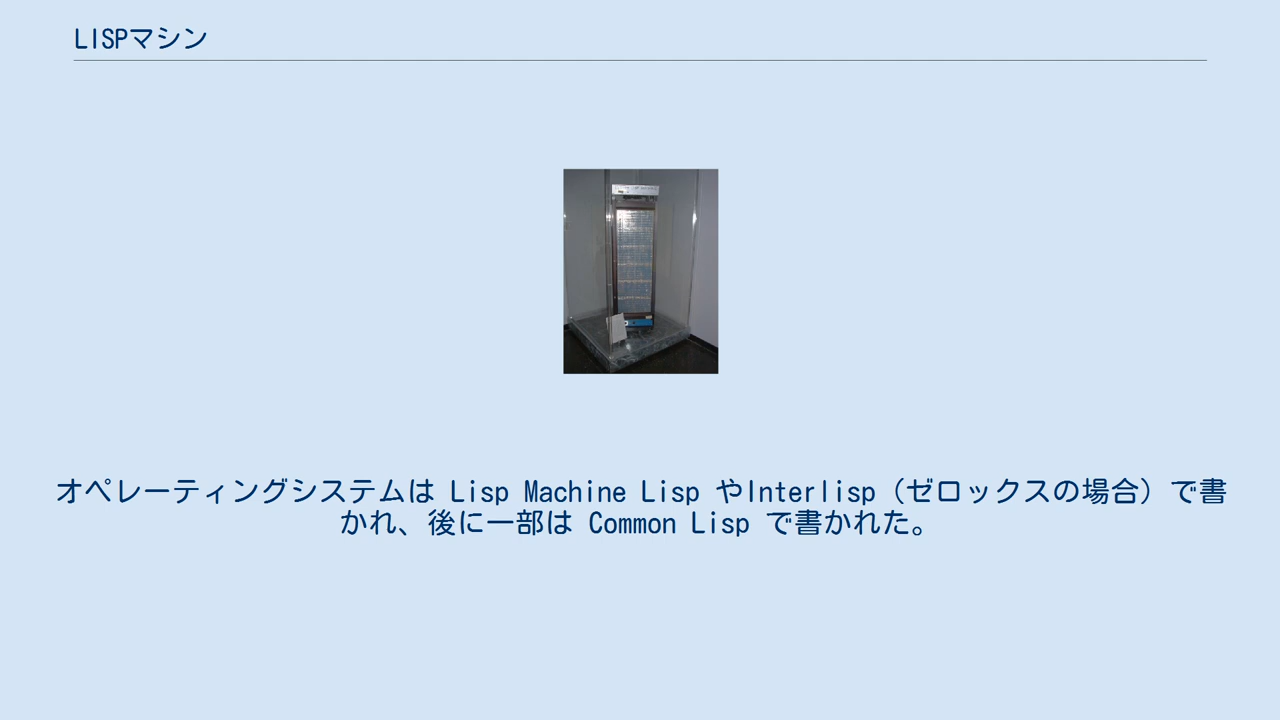 LISPマシン
オペレーティングシステムは Lisp Machine Lisp やInterlisp（ゼロックスの場合）で書
かれ、後に一部は Common Lisp で書かれた。